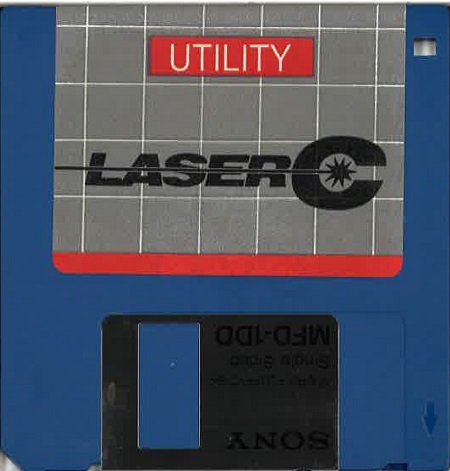 UTILITY
LASER C
SONY
Single Sided
MFD-1DD